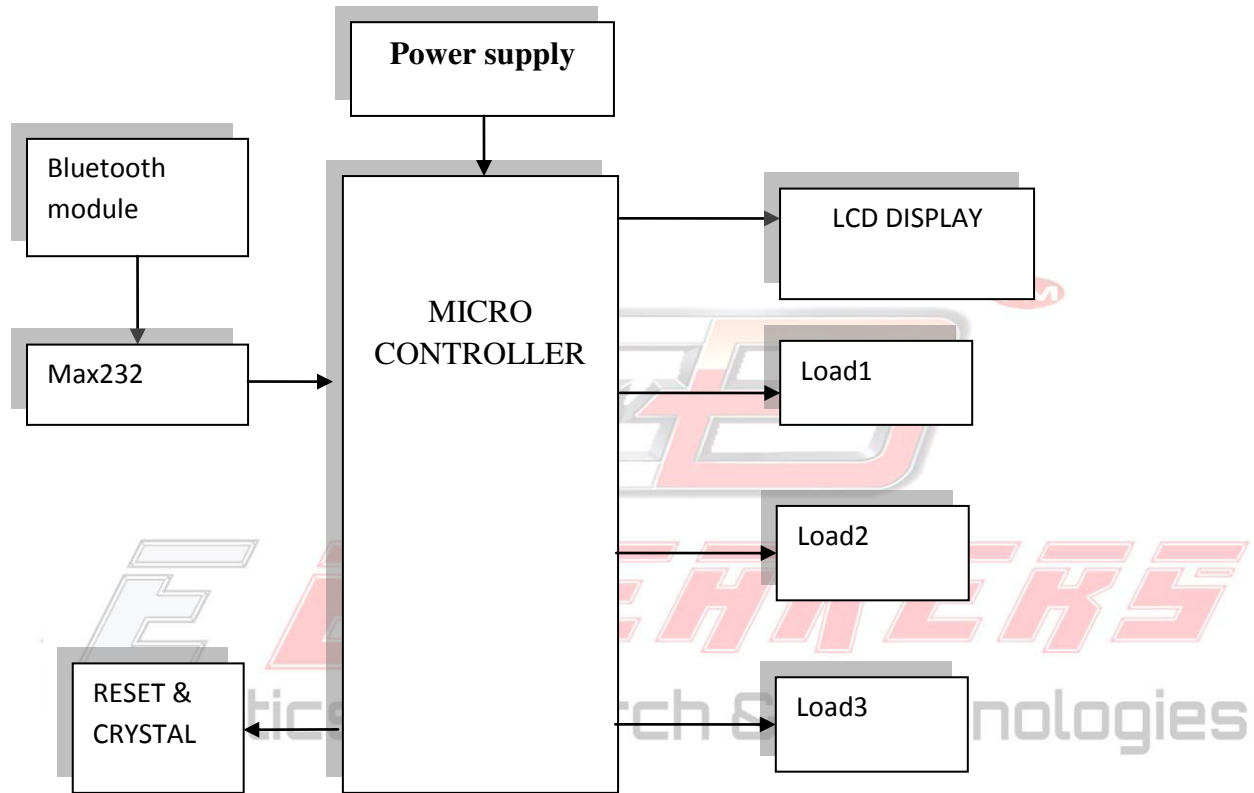 Power supply
Bluetooth
module
LCD DISPLAY
MICRO
CONTROLLER
Max232
Load1
Load2
RESET &
CRYSTAL
Load3